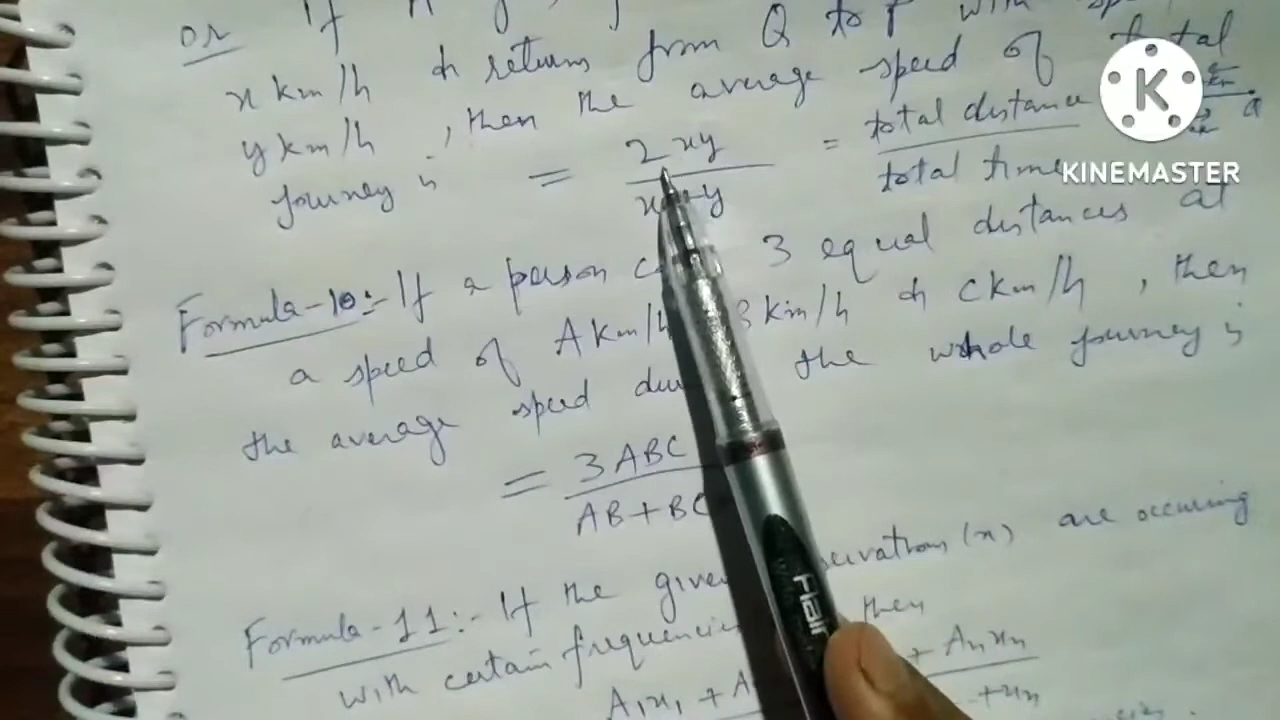 or If
x km/h & returns from Q to P with
y km/h, then the average speed of total
journey is = 2xy / x+y = total distance / total time
K
KINEMASTER
Formula-10:- If a person 3 equal distances at
a speed of A km/h, B km/h & C km/h, then
the average speed the whole journey is
= 3ABC / AB+BC
Formula-11:- If the given observations (x) are occuring
with certain then
A₁x₁ + + Aₙxₙ
+xₙ
Flair